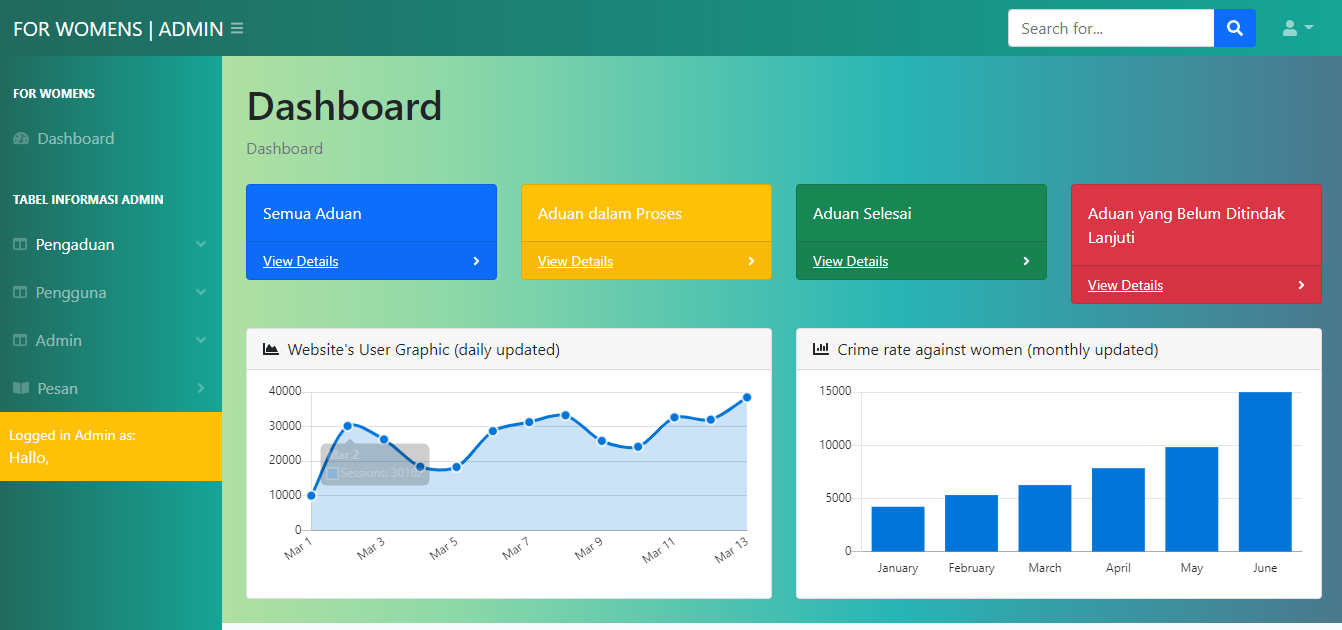 FOR WOMENS | ADMIN
Search for...
FOR WOMENS
Dashboard
TABEL INFORMASI ADMIN
Pengaduan
Pengguna
Admin
Pesan
Logged in Admin as:
Hallo,
Dashboard
Dashboard
Semua Aduan
View Details
Aduan dalam Proses
View Details
Aduan Selesai
View Details
Aduan yang Belum Ditindak
Lanjuti
View Details
Website's User Graphic (daily updated)
40000
30000
20000
10000
0
Mar 2
Sessions: 30162
Mar 1
Mar 3
Mar 5
Mar 7
Mar 9
Mar 11
Mar 13
Crime rate against women (monthly updated)
15000
10000
5000
0
January
February
March
April
May
June